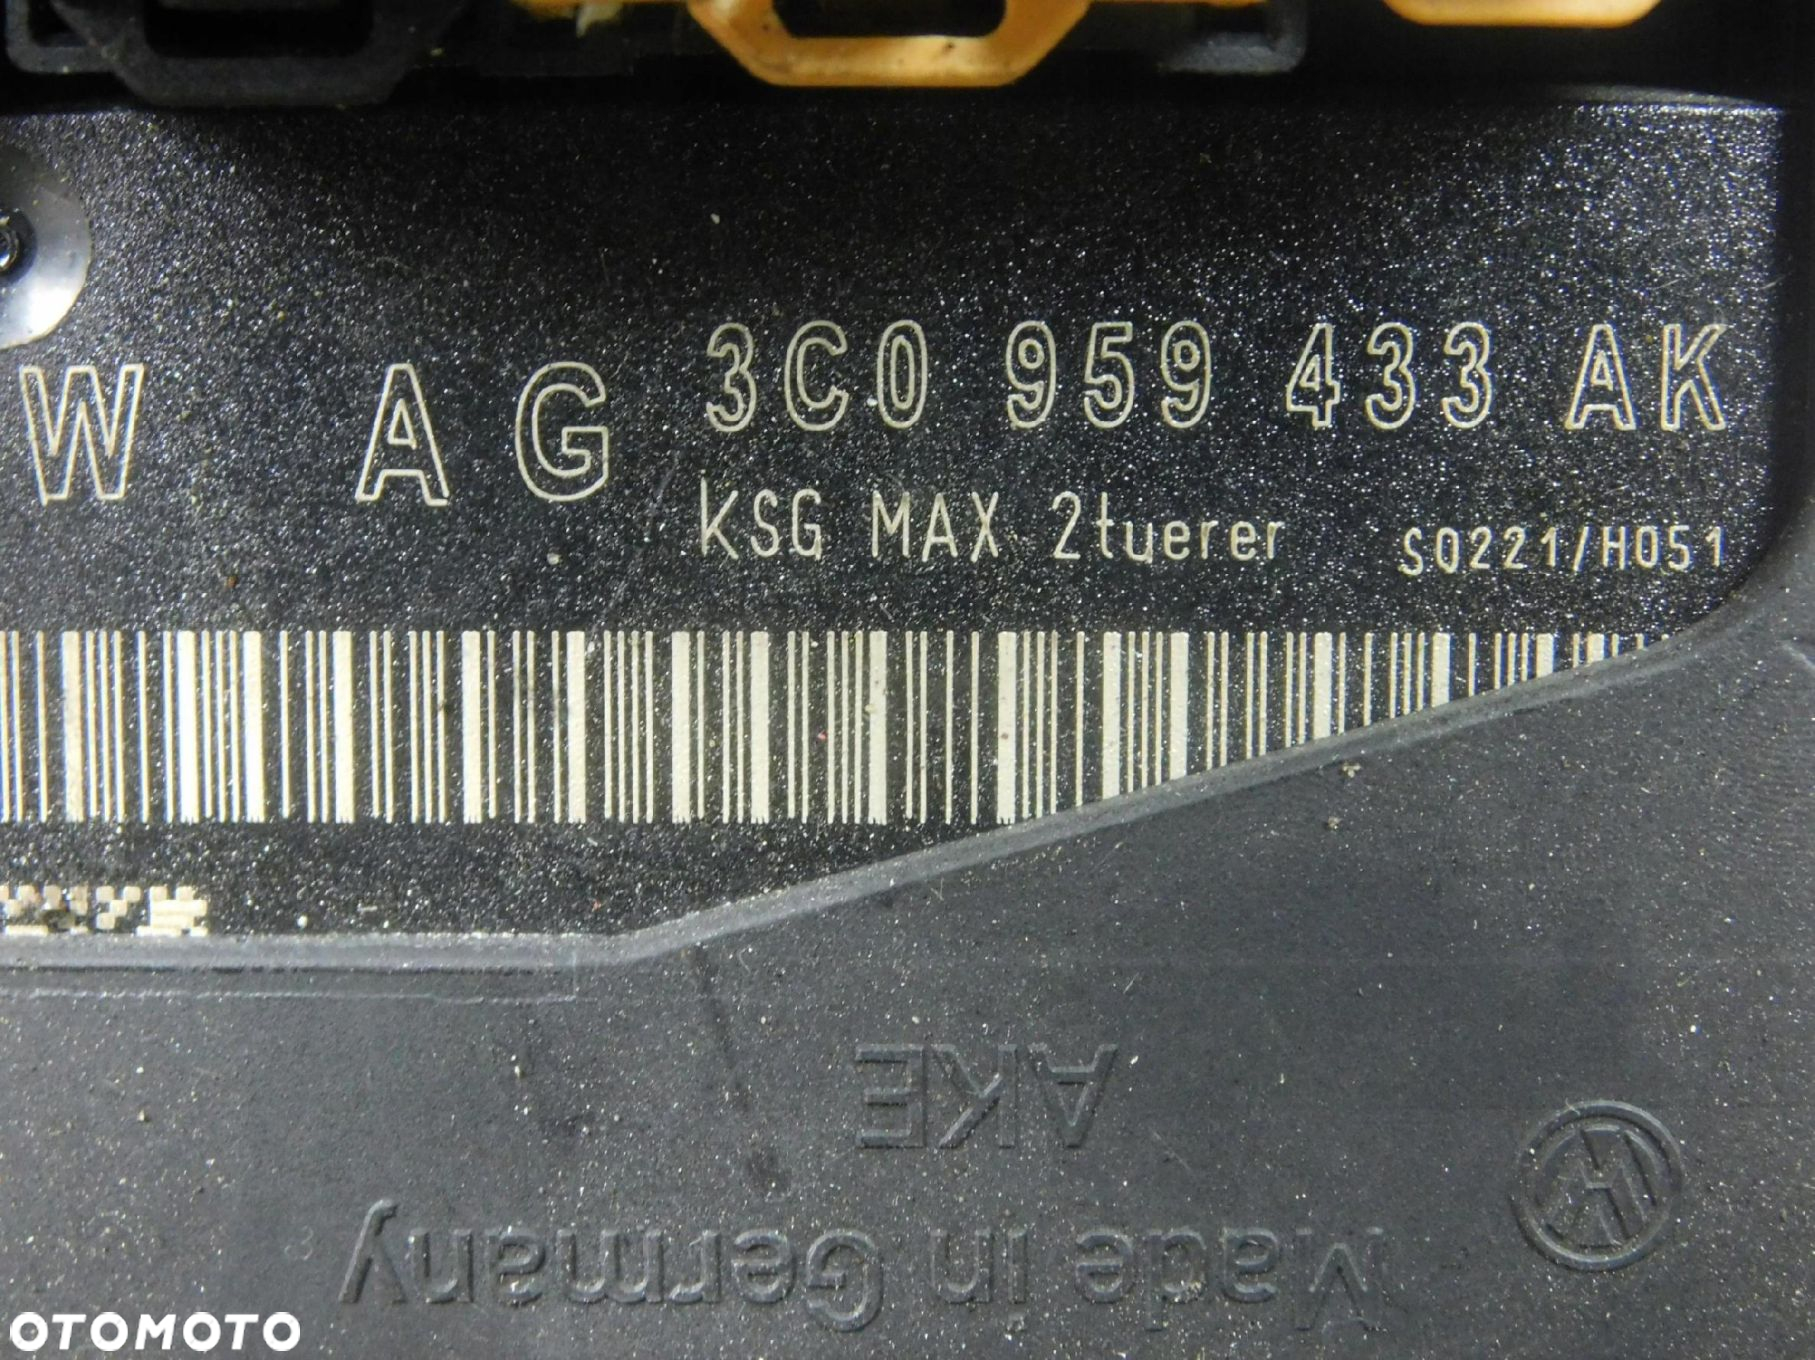 W AG 3C0 959 433 AK
KSG MAX 2tuerer S0221/H051
AKE
Made in Germany
OTOMOTO